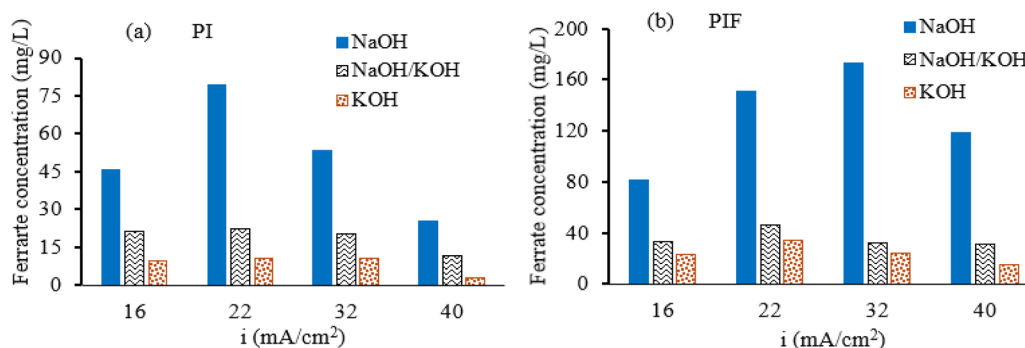 (a) PI
NaOH
NaOH/KOH
KOH
Ferrarte concentration (mg/L)
90
75
60
45
30
15
0
16 22 32 40
i (mA/cm²)
(b) PIF
NaOH
NaOH/KOH
KOH
Ferrate concentration (mg/L)
200
160
120
80
40
0
16 22 32 40
i (mA/cm²)